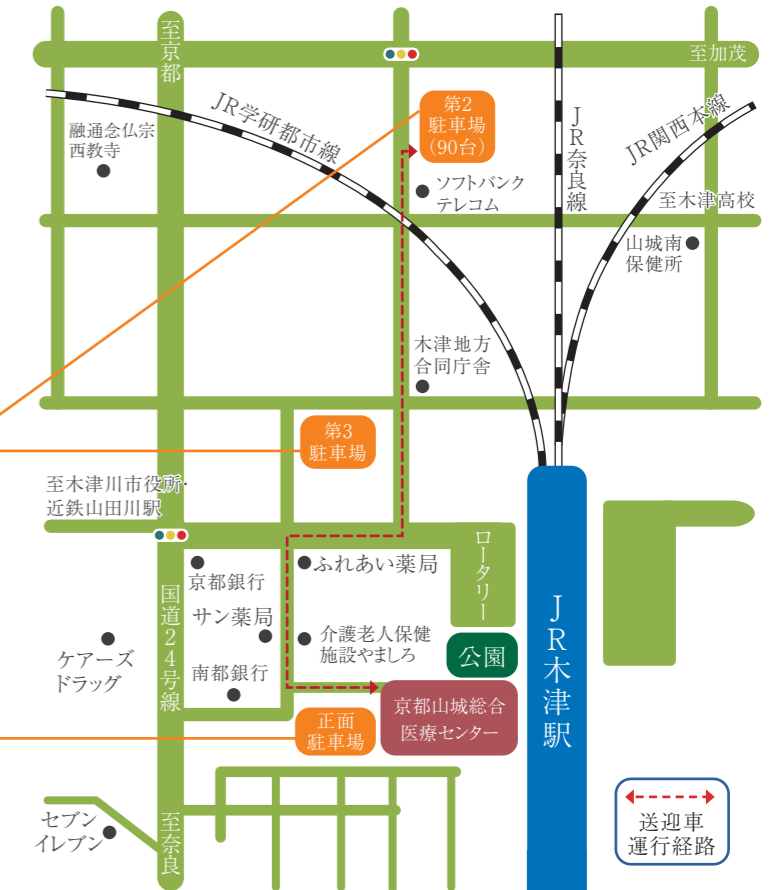 至京都
至加茂
JR学研都市線
第2
駐車場
(90台)
JR奈良線
JR関西本線
融通念仏宗
西教寺
ソフトバンク
テレコム
至木津高校
山城南
保健所
木津地方
合同庁舎
第3
駐車場
至木津川市役所・
近鉄山田川駅
ロータリー
京都銀行
ふれあい薬局
国道24号線
サン薬局
介護老人保健
施設やましろ
公園
JR木津駅
ケアーズ
ドラッグ
南都銀行
京都山城総合
医療センター
正面
駐車場
セブン
イレブン
至奈良
送迎車
運行経路